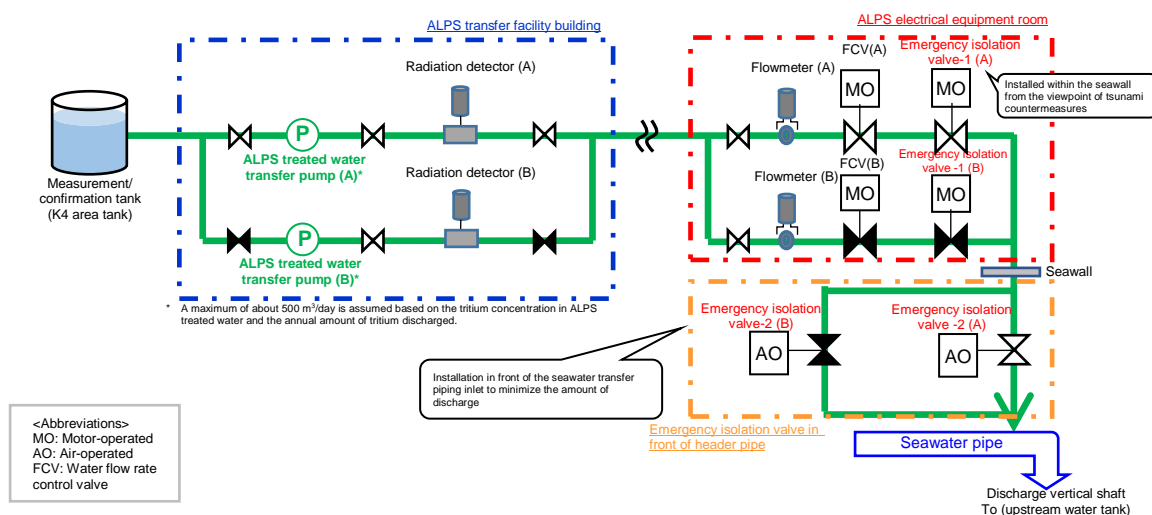 ALPS transfer facility building
ALPS electrical equipment room
Radiation detector (A)
FCV(A)
Emergency isolation
valve-1 (A)
Flowmeter (A)
MO
MO
Installed within the seawall
from the viewpoint of tsunami
countermeasures
P
ALPS treated water
transfer pump (A)*
Measurement/
confirmation tank
(K4 area tank)
Radiation detector (B)
FCV(B)
Emergency isolation
valve -1 (B)
Flowmeter (B)
MO
MO
P
ALPS treated water
transfer pump (B)*
Seawall
* A maximum of about 500 m³/day is assumed based on the tritium concentration in ALPS
treated water and the annual amount of tritium discharged.
Emergency isolation
valve-2 (B)
Emergency isolation
valve -2 (A)
AO
AO
Installation in front of the seawater transfer
piping inlet to minimize the amount of
discharge
<Abbreviations>
MO: Motor-operated
AO: Air-operated
FCV: Water flow rate
control valve
Emergency isolation valve in
front of header pipe
Seawater pipe
Discharge vertical shaft
To (upstream water tank)